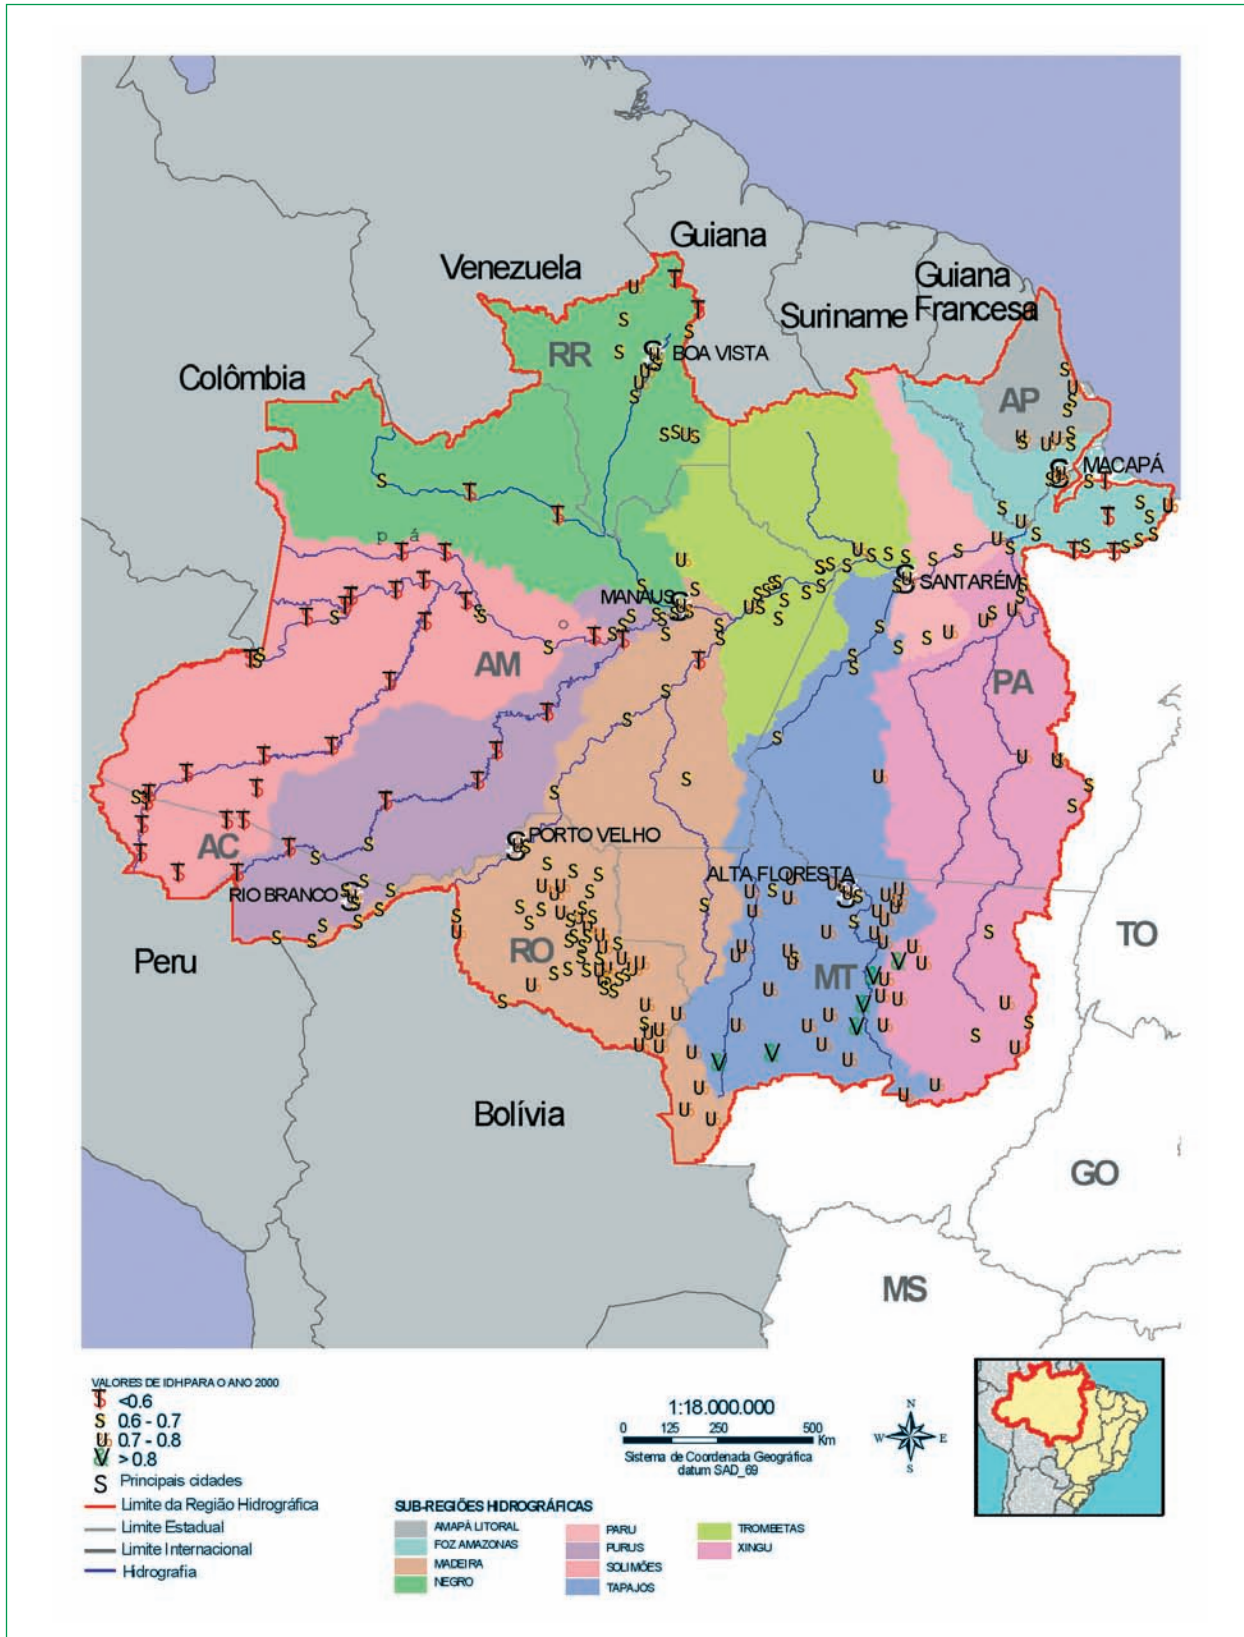 Guiana
Venezuela
Guiana
Francesa
Suriname
RR
BOA VISTA
Colômbia
AP
MACAPÁ
p á
SANTARÉM
MANAUS
AM
PA
PORTO VELHO
AC
ALTA FLORESTA
RIO BRANCO
TO
Peru
RO
MT
Bolívia
GO
MS
VALORES DE IDH PARA O ANO 2000
T <0.6
S 0.6 - 0.7
U 0.7 - 0.8
V > 0.8
S Principais cidades
Limite da Região Hidrográfica
Limite Estadual
Limite Internacional
Hidrografia
1:18.000.000
0 125 250 500
Km
Sistema de Coordenada Geográfica
datum SAD_69
N
W E
S
SUB-REGIÕES HIDROGRÁFICAS
AMAPÁ LITORAL
FOZ AMAZONAS
MADEIRA
NEGRO
PARU
PURUS
SOLIMÕES
TAPAJOS
TROMBETAS
XINGU